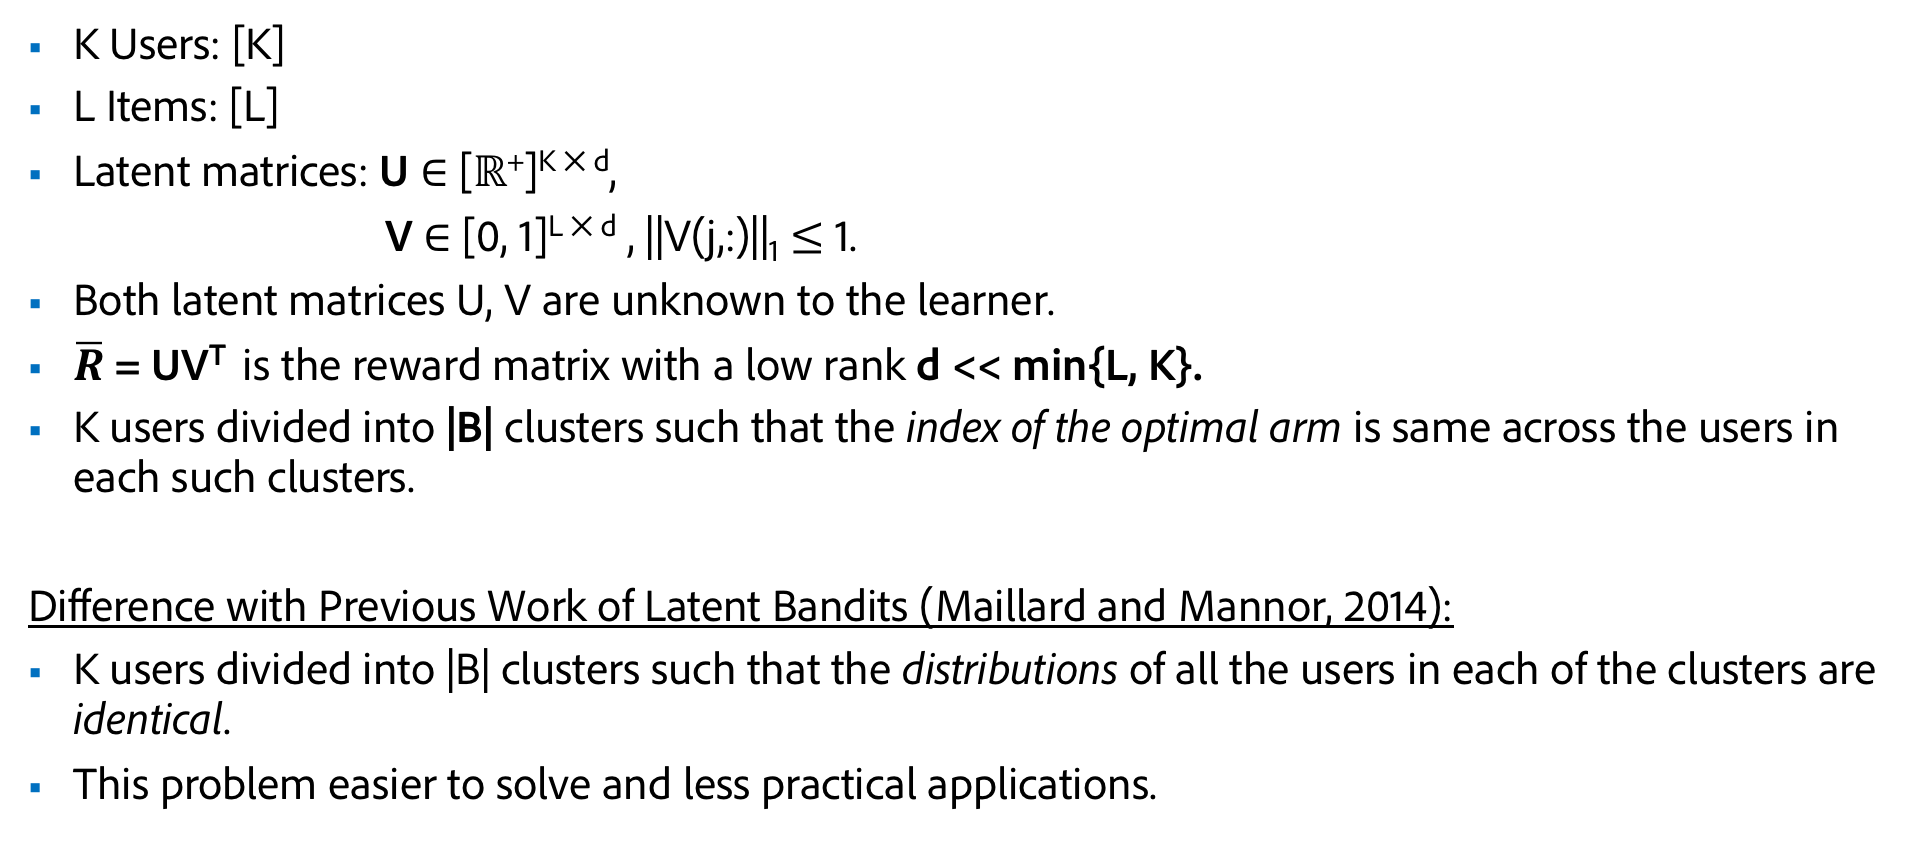 ▪ K Users: [K]
▪ L Items: [L]
▪ Latent matrices: U ∈ [ℝ⁺]ᴷ ˣ ᵈ,
V ∈ [0, 1]ᴸ ˣ ᵈ , ||V(j,:)||₁ ≤ 1.
▪ Both latent matrices U, V are unknown to the learner.
▪ R̅ = UVᵀ is the reward matrix with a low rank d << min{L, K}.
▪ K users divided into |B| clusters such that the index of the optimal arm is same across the users in
each such clusters.
Difference with Previous Work of Latent Bandits (Maillard and Mannor, 2014):
▪ K users divided into |B| clusters such that the distributions of all the users in each of the clusters are
identical.
▪ This problem easier to solve and less practical applications.